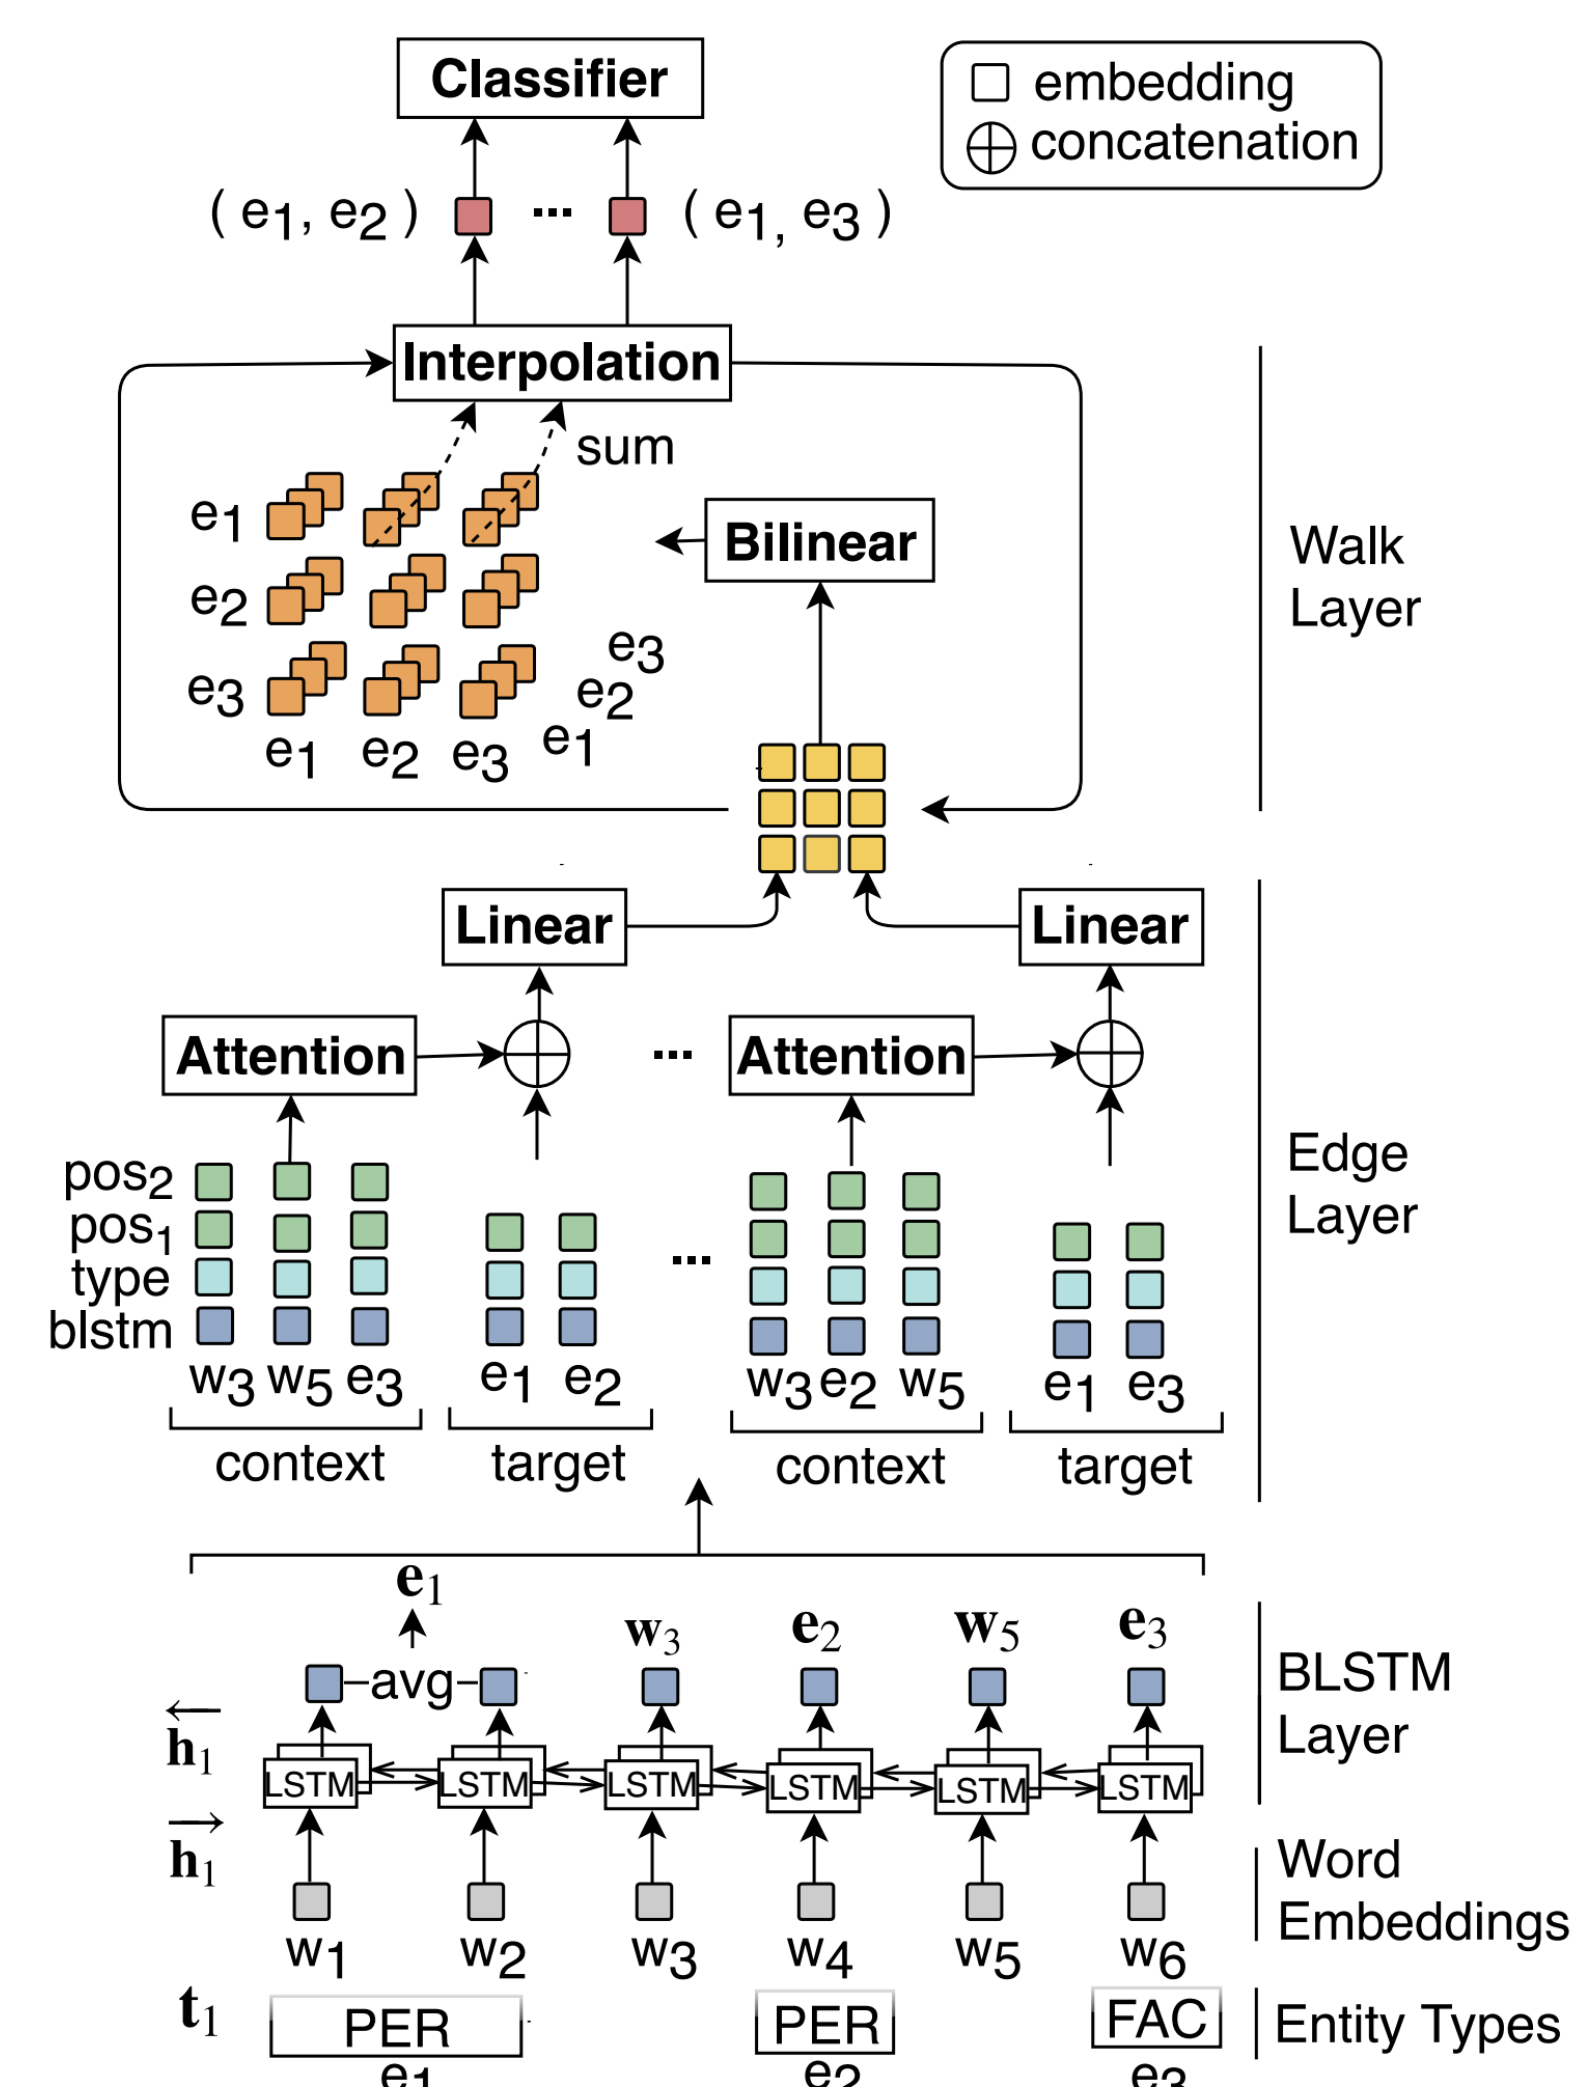 Classifier
embedding
concatenation
( e1, e2 ) ... ( e1, e3 )
Interpolation
sum
Bilinear
e1
e2
e3
e1 e2 e3
e1
e2
e3
Walk
Layer
Linear
Linear
Attention
...
Attention
pos2
pos1
type
blstm
...
w3 w5 e3
e1 e2
w3 e2 w5
e1 e3
context
target
context
target
Edge
Layer
e1
w3
e2
w5
e3
avg
h1
LSTM
LSTM
LSTM
LSTM
LSTM
LSTM
h1
BLSTM
Layer
w1
w2
w3
w4
w5
w6
Word
Embeddings
t1
PER
PER
FAC
Entity Types
e1
e2
e3